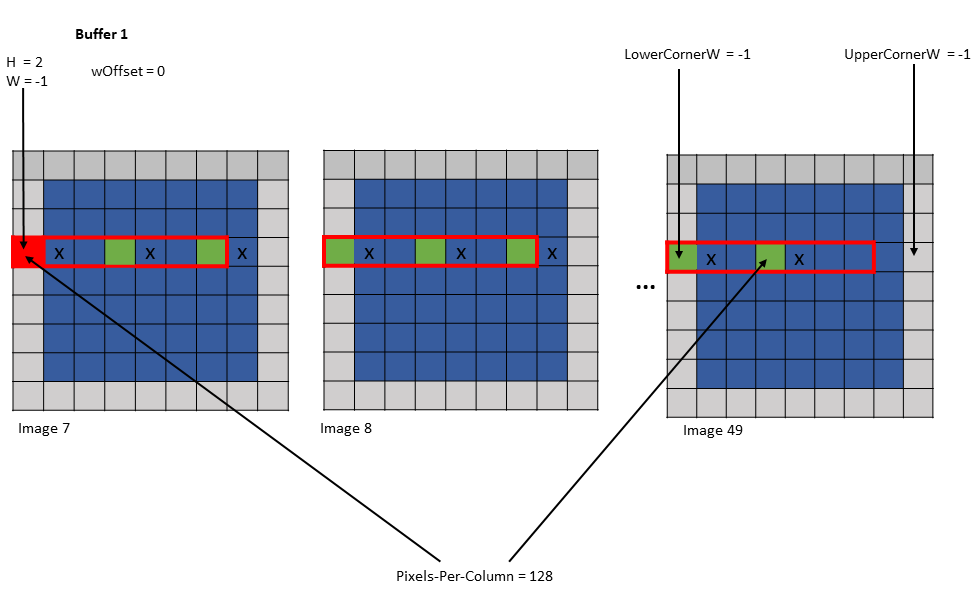 Buffer 1
H = 2
W = -1
wOffset = 0
LowerCornerW = -1
UpperCornerW = -1
X X X
X X X
X X
...
Image 7
Image 8
Image 49
Pixels-Per-Column = 128